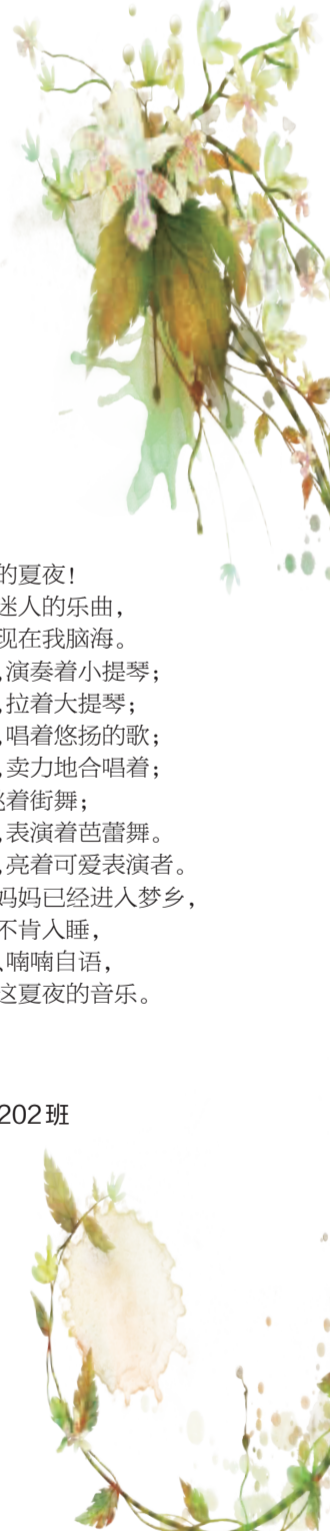 的夏夜!
迷人的乐曲,
现在我脑海。
,演奏着小提琴;
,拉着大提琴;
,唱着悠扬的歌;
,卖力地合唱着;
着街舞;
,表演着芭蕾舞。
,亮着可爱表演者。
妈妈已经进入梦乡,
不肯入睡,
、喃喃自语,
这夏夜的音乐。
202班